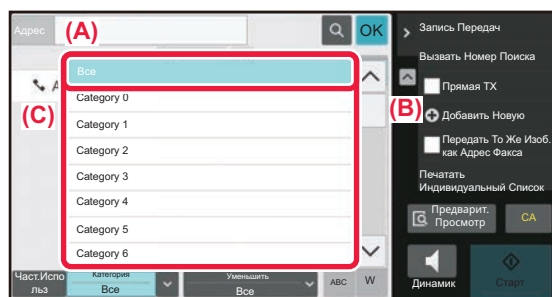 Адрес
(A)
OK
Запись Передач
Вызвать Номер Поиска
Все
(C)
Category 0
(B)
Прямая TX
Category 1
Добавить Новую
Category 2
Передать То Же Изоб.
как Адрес Факса
Category 3
Печатать
Индивидуальный Список
Category 4
Предварит.
Просмотр
CA
Category 5
Category 6
Част.Испо
льз
Категория
Все
Уменьшить
Все
ABC
W
Динамик
Старт